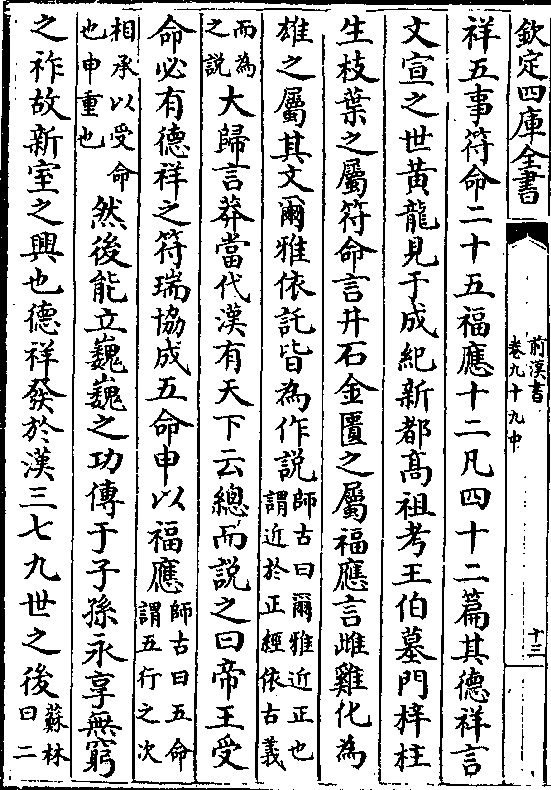 欽定四庫全書
前漢書
卷九十九中
十三
祥五事符命二十五福應十二凡四十二篇其德祥言
文宣之世黃龍見于成紀新都高祖考王伯墓門梓柱
生枝葉之屬符命言井石金匱之屬福應言雌雞化為
雄之屬其文爾雅依託皆為作説師古曰爾雅近正也
謂近於正經依古義
而為
之説大歸言莽當代漢有天下云總而説之曰帝王受
命必有德祥之符瑞協成五命申以福應師古曰五命
謂五行之次
相承以受命
也申重也然後能立巍巍之功傳于子孫永享無窮
之祚故新室之興也德祥發於漢三七九世之後蘇林
曰二